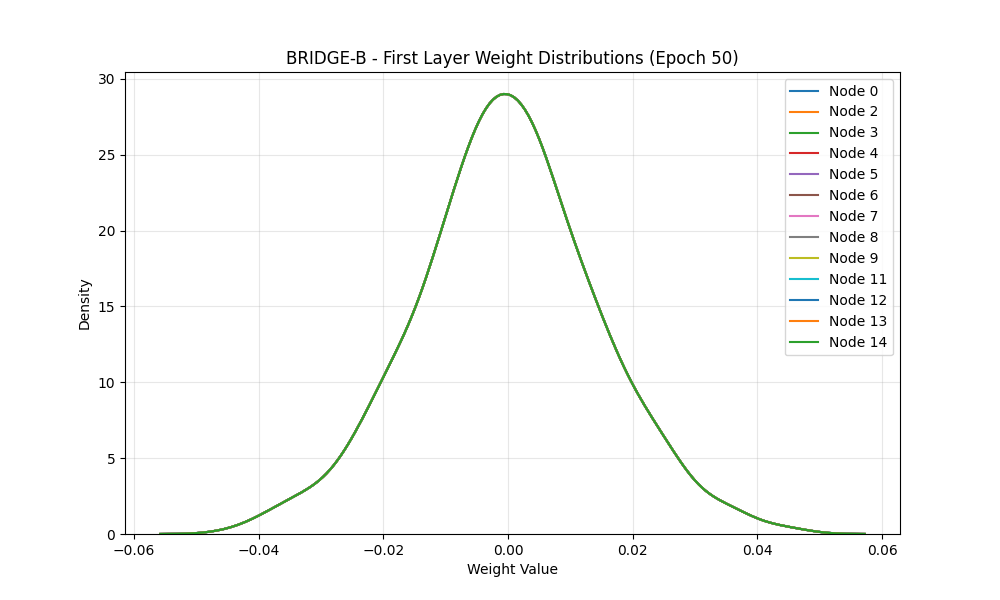 BRIDGE-B - First Layer Weight Distributions (Epoch 50)
30
25
20
15
10
5
0
Density
−0.06
−0.04
−0.02
0.00
0.02
0.04
0.06
Weight Value
Node 0
Node 2
Node 3
Node 4
Node 5
Node 6
Node 7
Node 8
Node 9
Node 11
Node 12
Node 13
Node 14